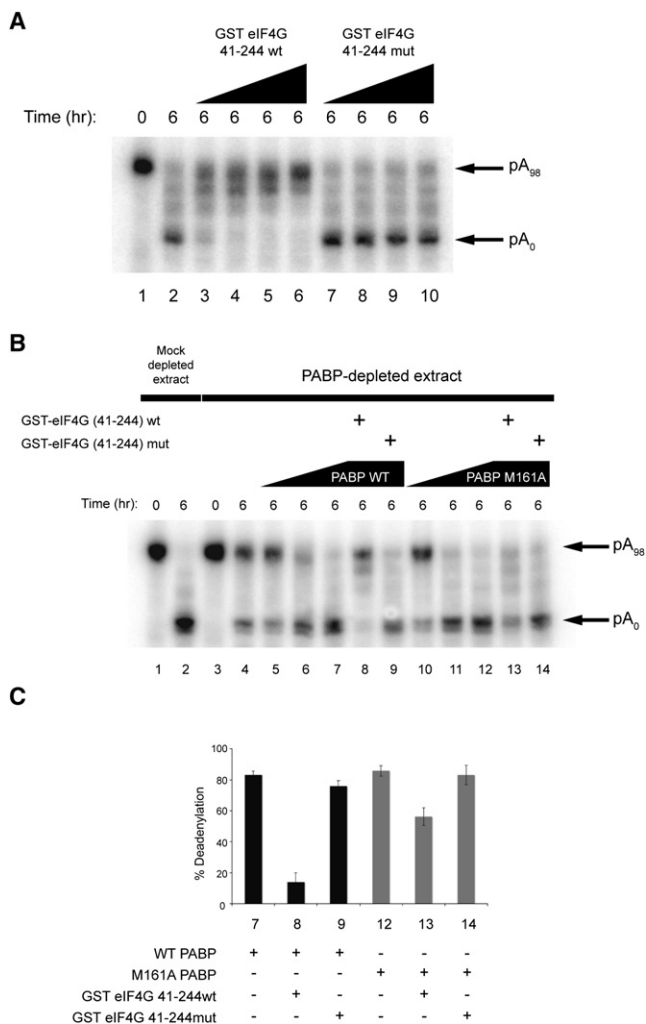 A
GST eIF4G
41-244 wt
GST eIF4G
41-244 mut
Time (hr): 0 6 6 6 6 6 6 6 6 6
pA98
pA0
1 2 3 4 5 6 7 8 9 10
B
Mock
depleted
extract
PABP-depleted extract
GST-eIF4G (41-244) wt + +
GST-eIF4G (41-244) mut + +
PABP WT PABP M161A
Time (hr): 0 6 0 6 6 6 6 6 6 6 6 6 6 6
pA98
pA0
1 2 3 4 5 6 7 8 9 10 11 12 13 14
C
% Deadenylation
100
80
60
40
20
0
7 8 9 12 13 14
WT PABP + + + - - -
M161A PABP - - - + + +
GST eIF4G 41-244wt - + - - + -
GST eIF4G 41-244mut - - + - - +